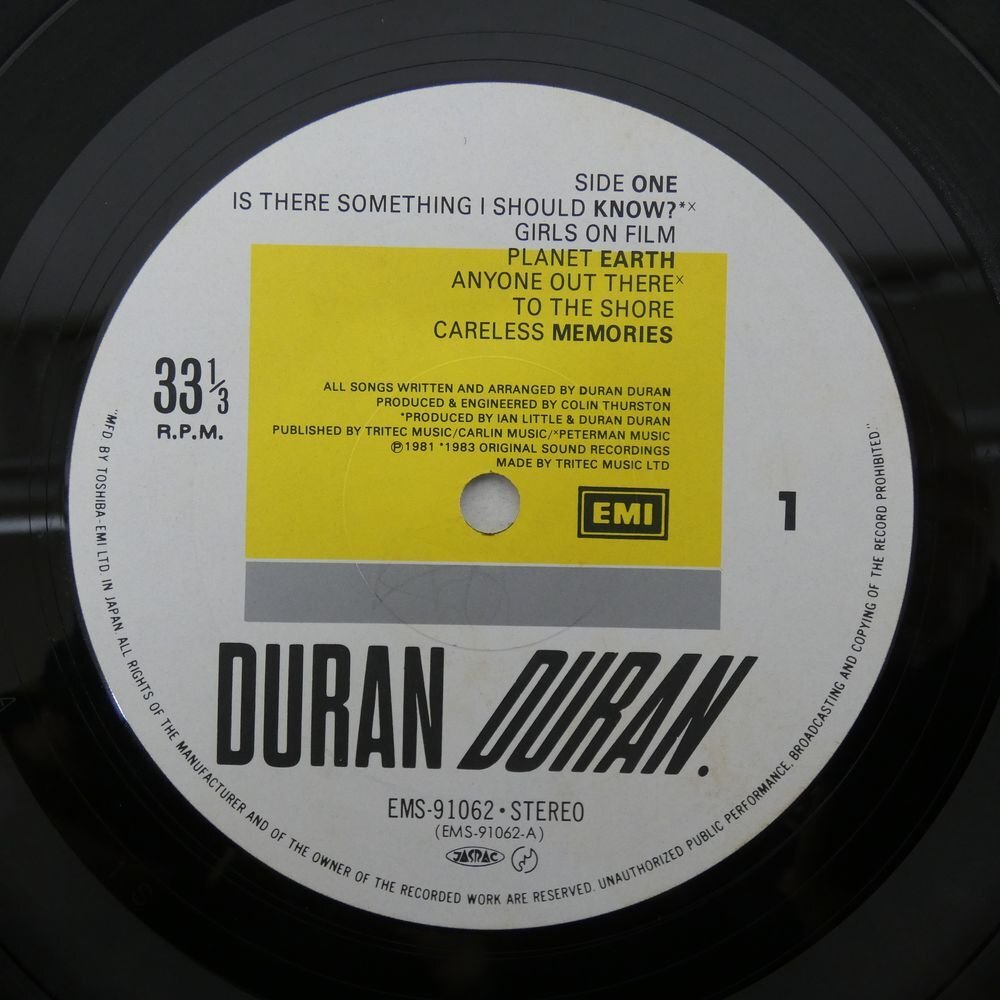 SIDE ONE
IS THERE SOMETHING I SHOULD KNOW?*×
GIRLS ON FILM
PLANET EARTH
ANYONE OUT THERE×
TO THE SHORE
CARELESS MEMORIES
33⅓
R.P.M.
ALL SONGS WRITTEN AND ARRANGED BY DURAN DURAN
PRODUCED & ENGINEERED BY COLIN THURSTON
*PRODUCED BY IAN LITTLE & DURAN DURAN
PUBLISHED BY TRITEC MUSIC/CARLIN MUSIC/×PETERMAN MUSIC
℗1981 *1983 ORIGINAL SOUND RECORDINGS
MADE BY TRITEC MUSIC LTD
EMI
1
DURAN DURAN.
EMS-91062・STEREO
(EMS-91062-A)
JASRAC
"MFD. BY TOSHIBA-EMI LTD. IN JAPAN. ALL RIGHTS OF THE MANUFACTURER AND OF THE OWNER OF THE RECORDED WORK ARE RESERVED. UNAUTHORIZED PUBLIC PERFORMANCE, BROADCASTING AND COPYING OF THE RECORD PROHIBITED."